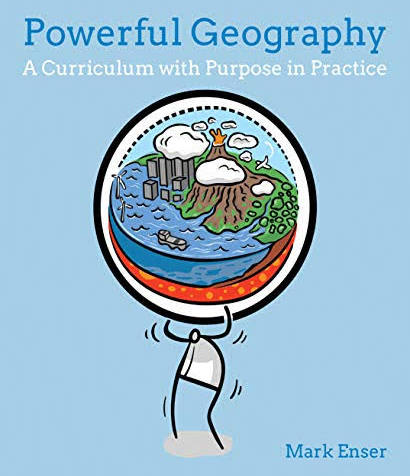 Powerful Geography
A Curriculum with Purpose in Practice
Mark Enser